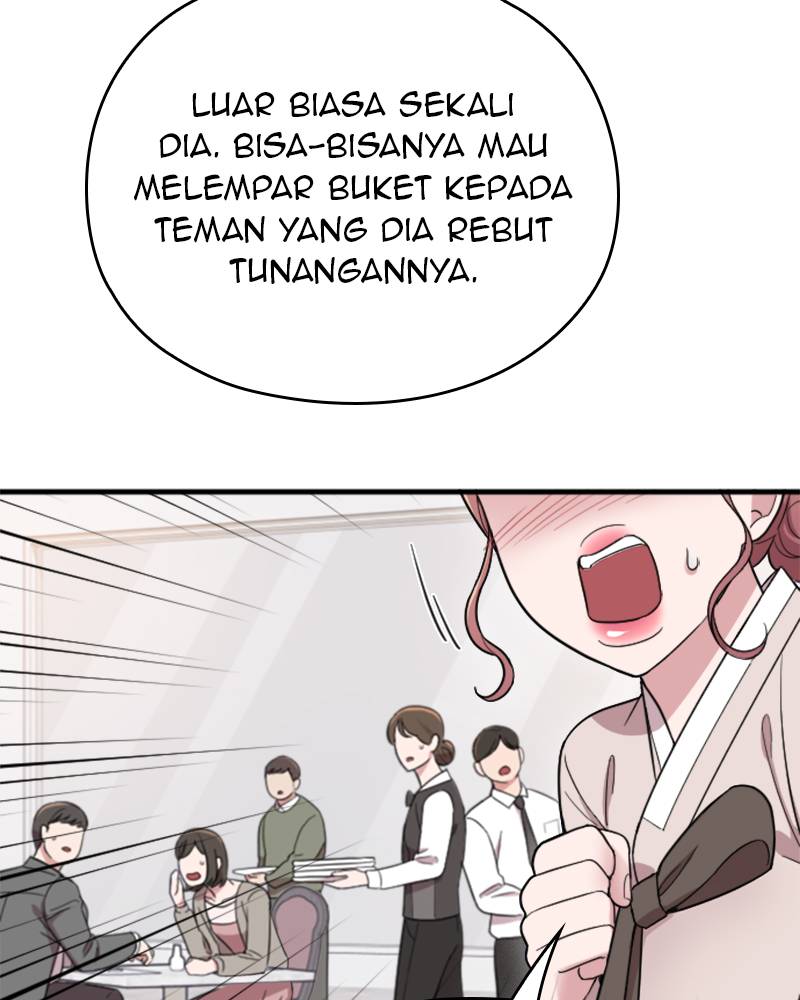 LUAR BIASA SEKALI
DIA. BISA-BISANYA MAU
MELEMPAR BUKET KEPADA
TEMAN YANG DIA REBUT
TUNANGANNYA.